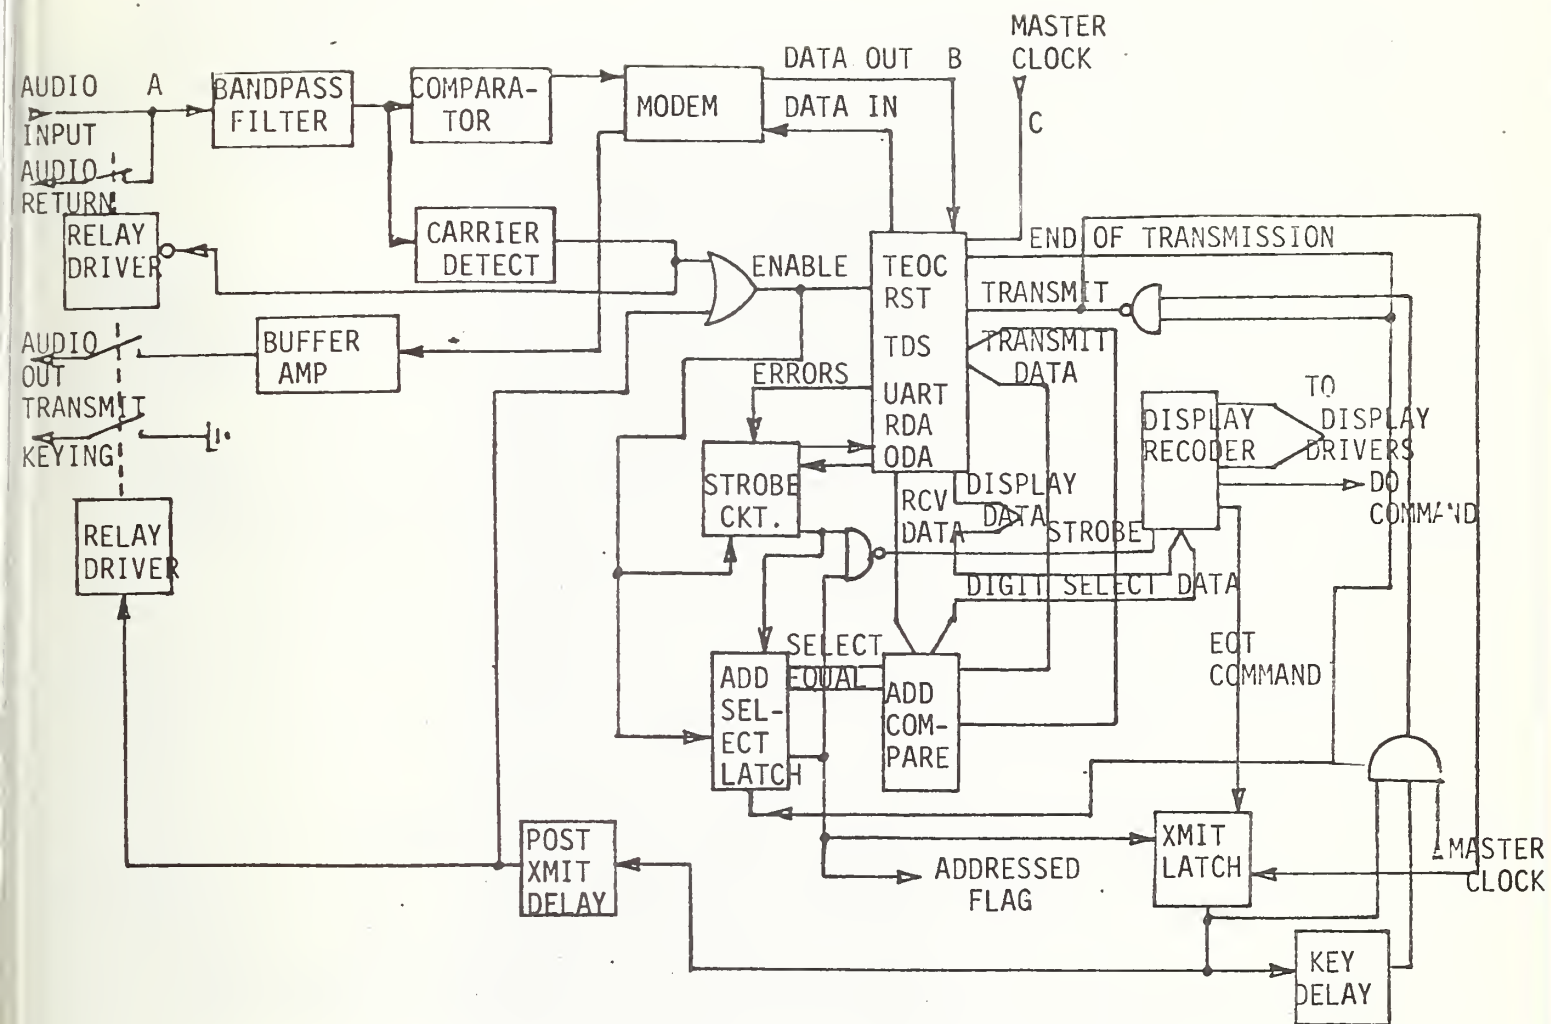 MASTER
CLOCK
AUDIO A
INPUT
AUDIO
RETURN
BANDPASS
FILTER
COMPARA-
TOR
MODEM
DATA OUT B
DATA IN
C
RELAY
DRIVER
CARRIER
DETECT
ENABLE
TEOC
RST
TDS
UART
RDA
ODA
END OF TRANSMISSION
TRANSMIT
TRANSMIT
DATA
AUDIO
OUT
BUFFER
AMP
ERRORS
TRANSMIT
KEYING
DISPLAY
RECODER
TO
DISPLAY
DRIVERS
DO
COMMAND
STROBE
CKT.
RCV
DATA
DISPLAY
DATA
STROBE
RELAY
DRIVER
DIGIT SELECT DATA
SELECT
EQUAL
ADD
SEL-
ECT
LATCH
ADD
COM-
PARE
EOT
COMMAND
POST
XMIT
DELAY
ADDRESSED
FLAG
XMIT
LATCH
MASTER
CLOCK
KEY
DELAY